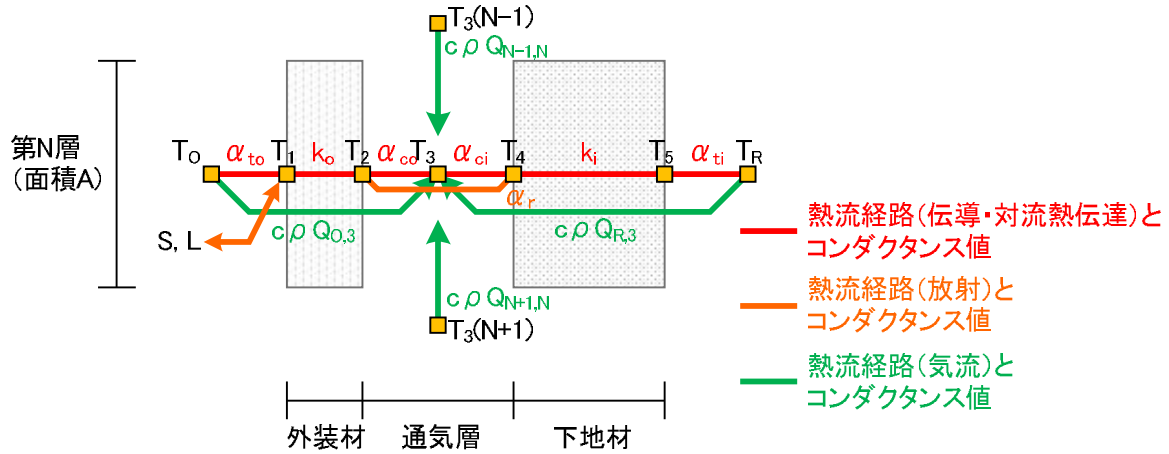 T3(N-1)
cρQN-1,N
第N層
(面積A)
TO αto T1 ko T2 αco T3 αci T4 ki T5 αti TR
αr
S, L
cρQO,3
cρQR,3
cρQN+1,N
T3(N+1)
熱流経路(伝導・対流熱伝達)と
コンダクタンス値
熱流経路(放射)と
コンダクタンス値
熱流経路(気流)と
コンダクタンス値
外装材 通気層 下地材